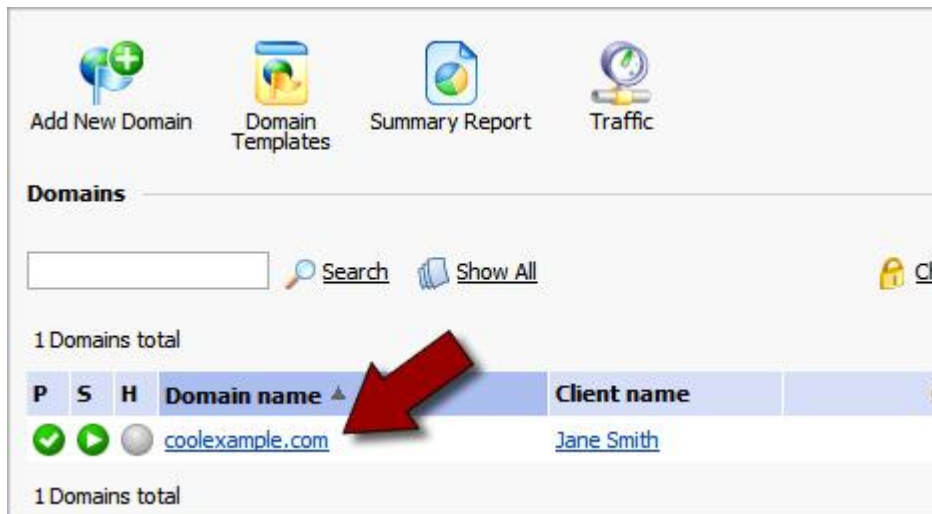 Add New Domain
Domain Templates
Summary Report
Traffic
Domains
Search
Show All
1 Domains total
P S H Domain name Client name
coolexample.com Jane Smith
1 Domains total